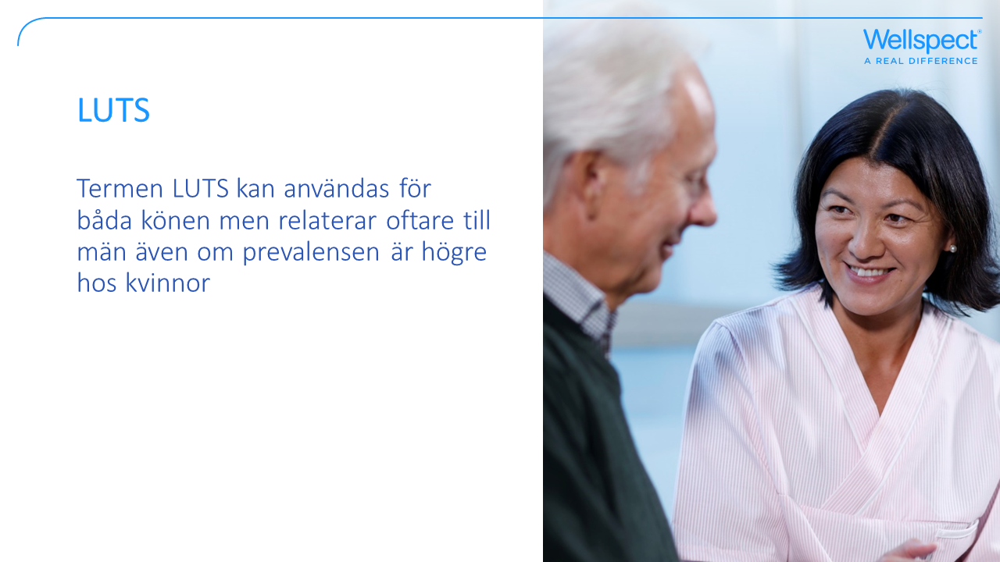 Wellspect®
A REAL DIFFERENCE
LUTS
Termen LUTS kan användas för
båda könen men relaterar oftare till
män även om prevalensen är högre
hos kvinnor